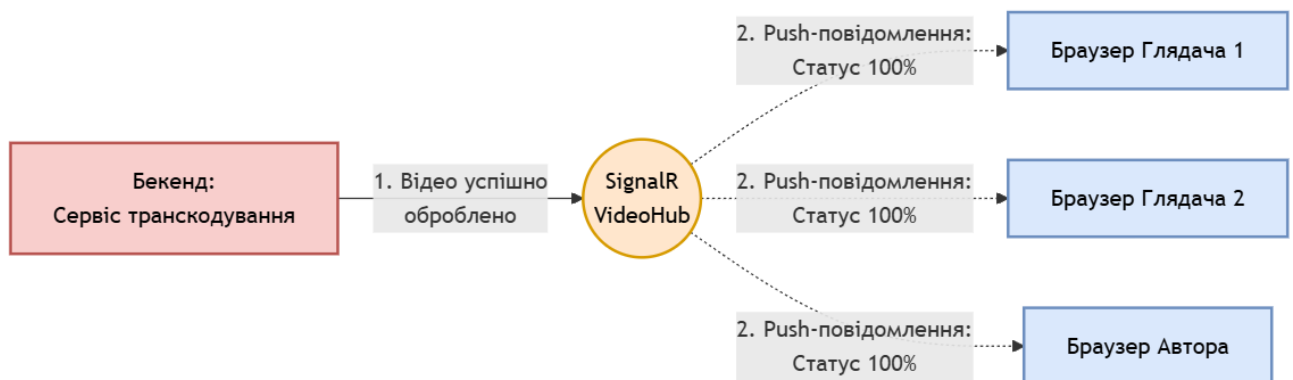 2. Push-повідомлення:
Статус 100%
Браузер Глядача 1
Бекенд:
Сервіс транскодування
1. Відео успішно
оброблено
SignalR
VideoHub
2. Push-повідомлення:
Статус 100%
Браузер Глядача 2
2. Push-повідомлення:
Статус 100%
Браузер Автора